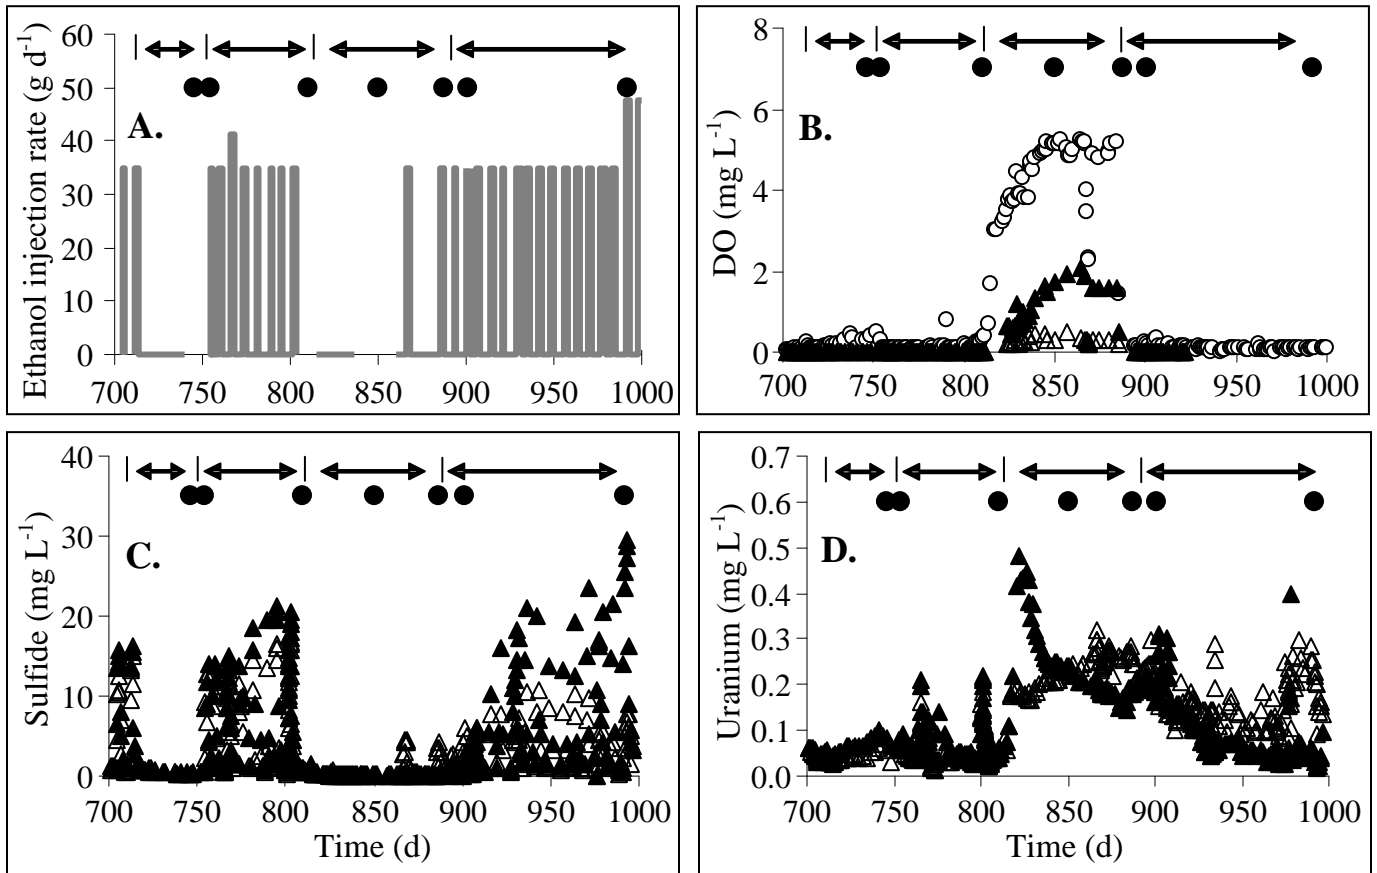 Ethanol injection rate (g d⁻¹)
60
50
40
30
20
10
0
A.
700 750 800 850 900 950 1000
DO (mg L⁻¹)
8
6
4
2
0
B.
700 750 800 850 900 950 1000
Sulfide (mg L⁻¹)
40
30
20
10
0
C.
700 750 800 850 900 950 1000
Time (d)
Uranium (mg L⁻¹)
0.7
0.6
0.5
0.4
0.3
0.2
0.1
0.0
D.
700 750 800 850 900 950 1000
Time (d)